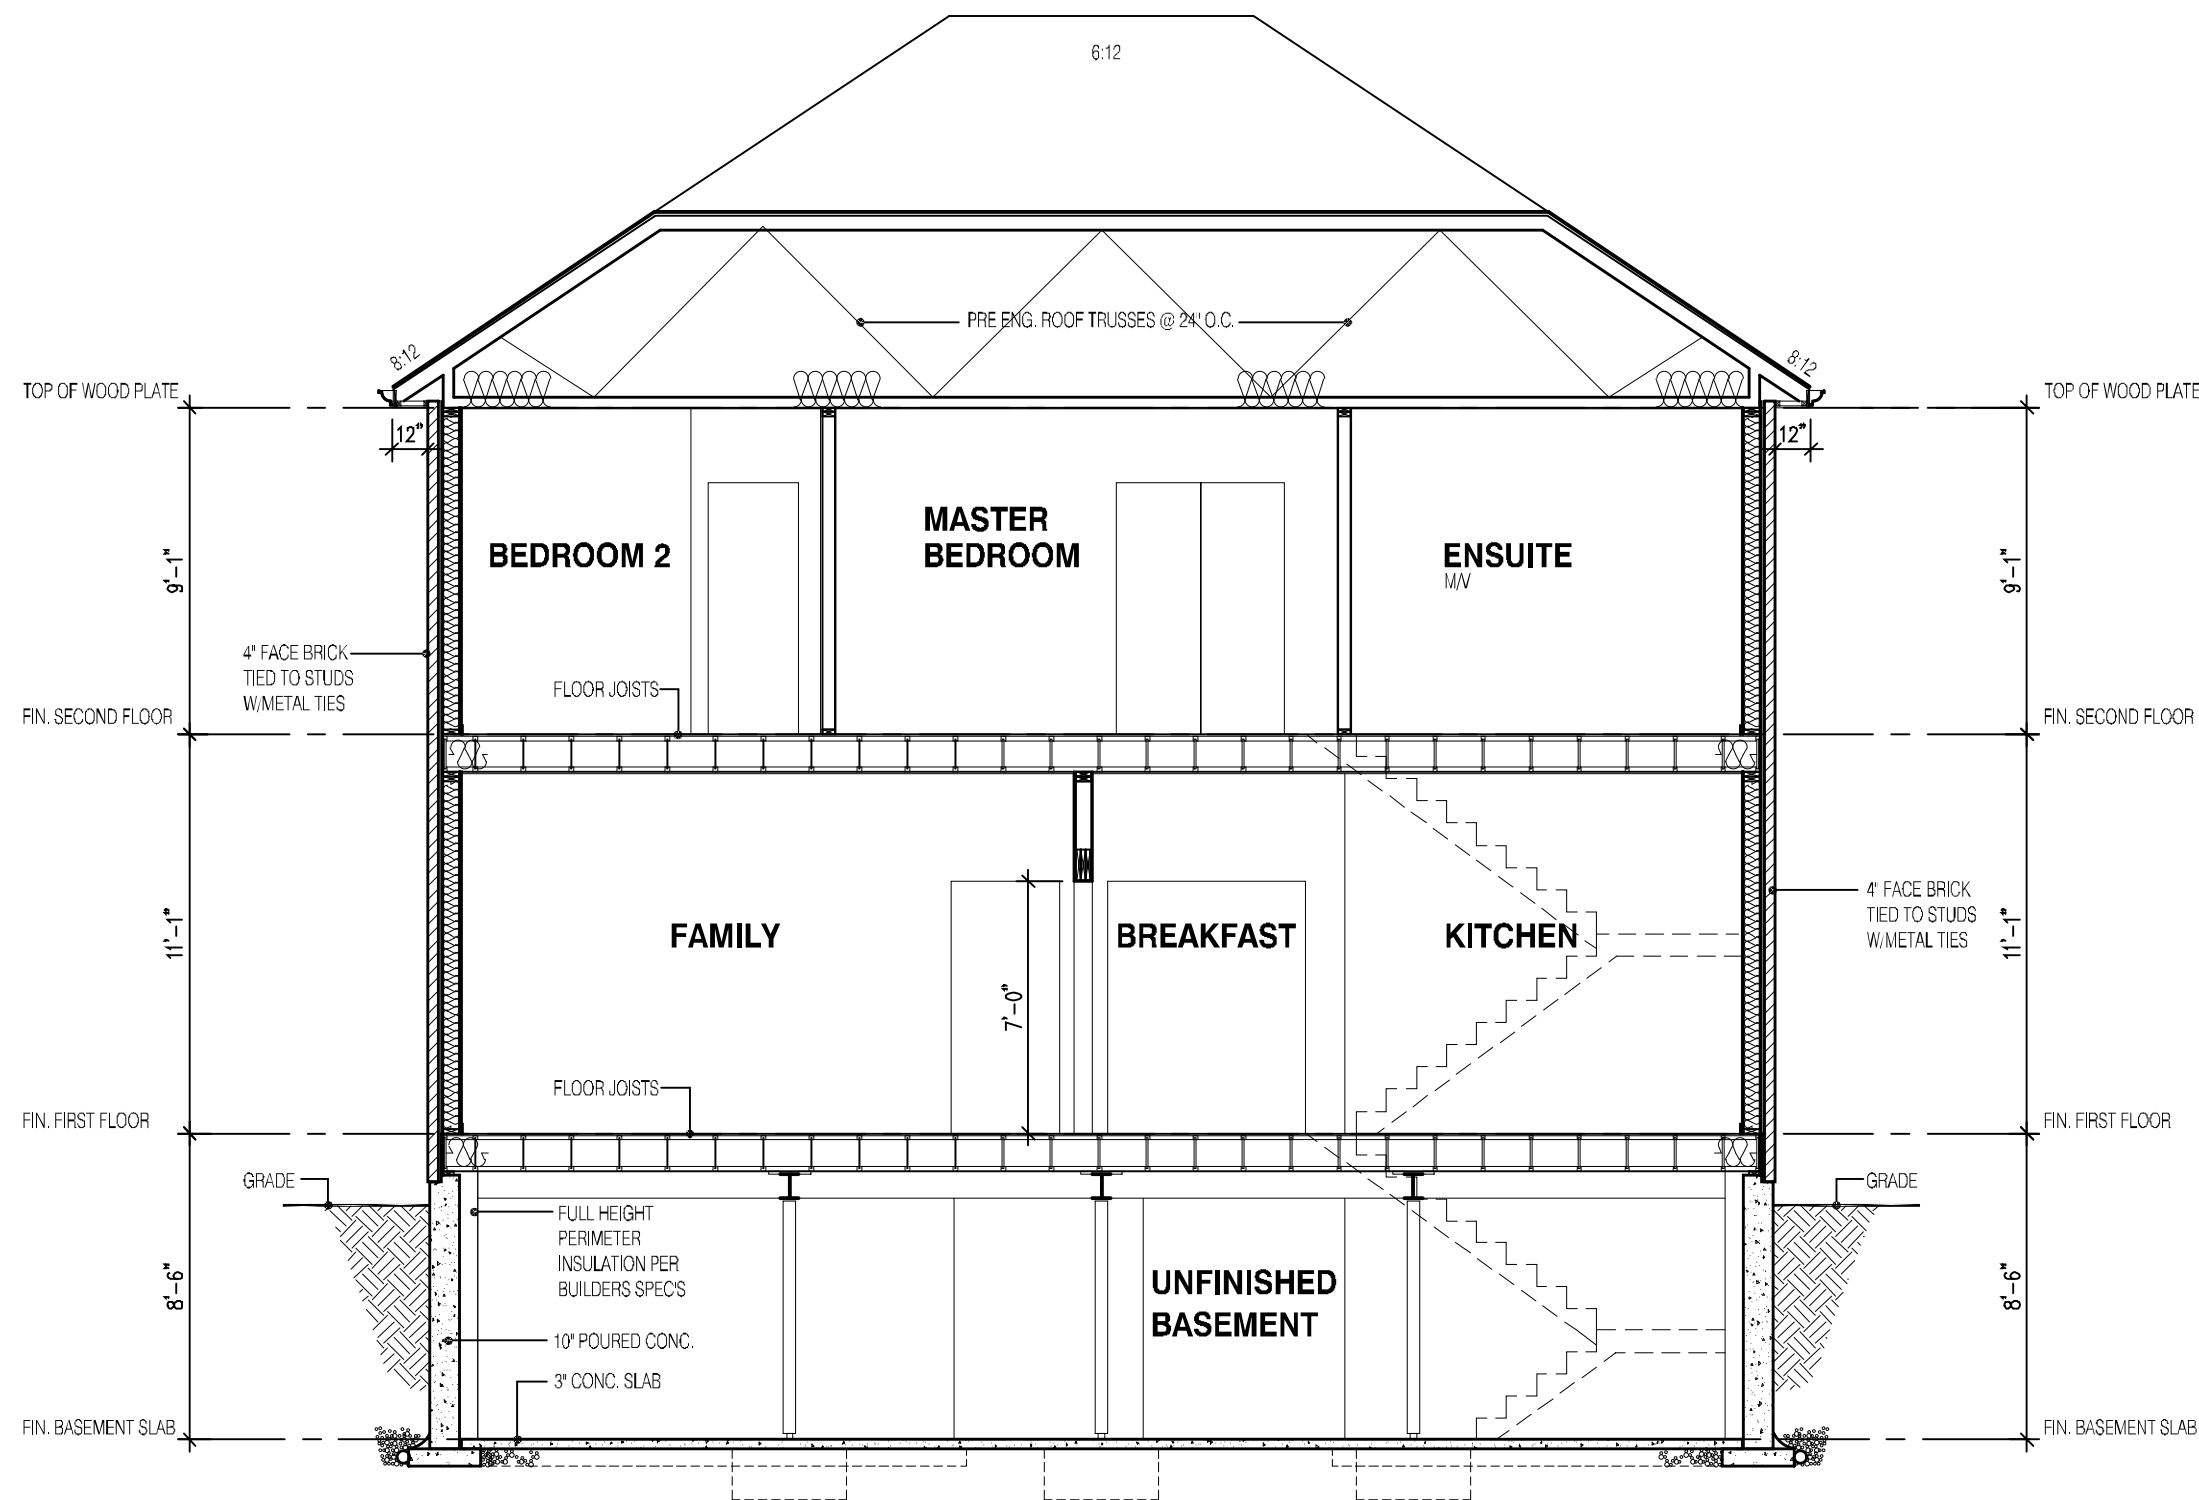 6:12
PRE ENG. ROOF TRUSSES @ 24" O.C.
8:12
8:12
TOP OF WOOD PLATE
TOP OF WOOD PLATE
12"
12"
MASTER
BEDROOM
BEDROOM 2
ENSUITE
M/V
9'-1"
9'-1"
4" FACE BRICK
TIED TO STUDS
W/METAL TIES
FLOOR JOISTS
FIN. SECOND FLOOR
FIN. SECOND FLOOR
4" FACE BRICK
TIED TO STUDS
W/METAL TIES
11'-1"
FAMILY
BREAKFAST
KITCHEN
11'-1"
7'-0"
FLOOR JOISTS
FIN. FIRST FLOOR
FIN. FIRST FLOOR
GRADE
GRADE
FULL HEIGHT
PERIMETER
INSULATION PER
BUILDERS SPEC'S
8'-6"
UNFINISHED
BASEMENT
8'-6"
10" POURED CONC.
3" CONC. SLAB
FIN. BASEMENT SLAB
FIN. BASEMENT SLAB